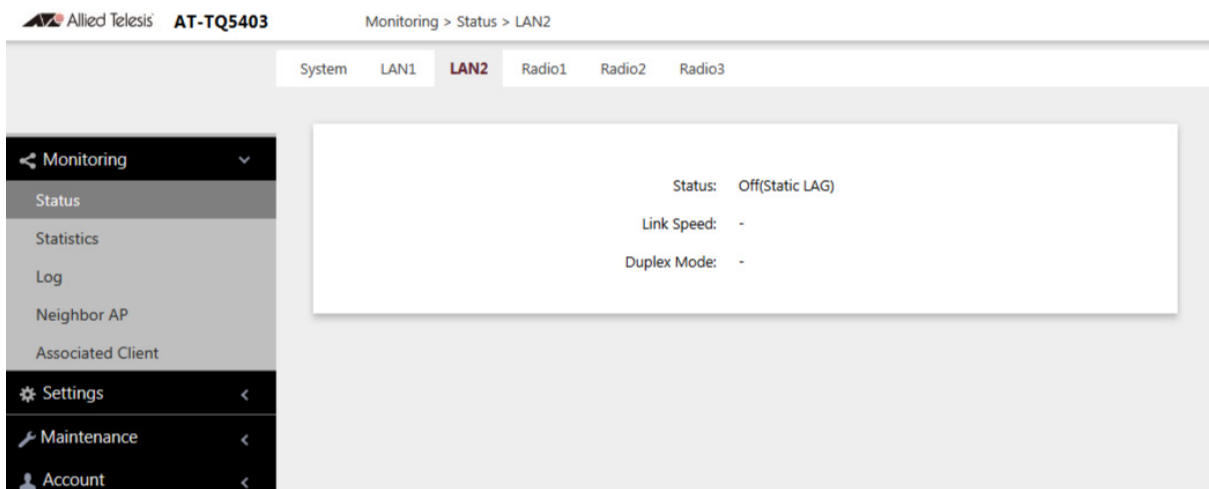 Allied Telesis AT-TQ5403 Monitoring > Status > LAN2
System LAN1 LAN2 Radio1 Radio2 Radio3
Monitoring
Status
Statistics
Log
Neighbor AP
Associated Client
Settings
Maintenance
Account
Status: Off(Static LAG)
Link Speed: -
Duplex Mode: -